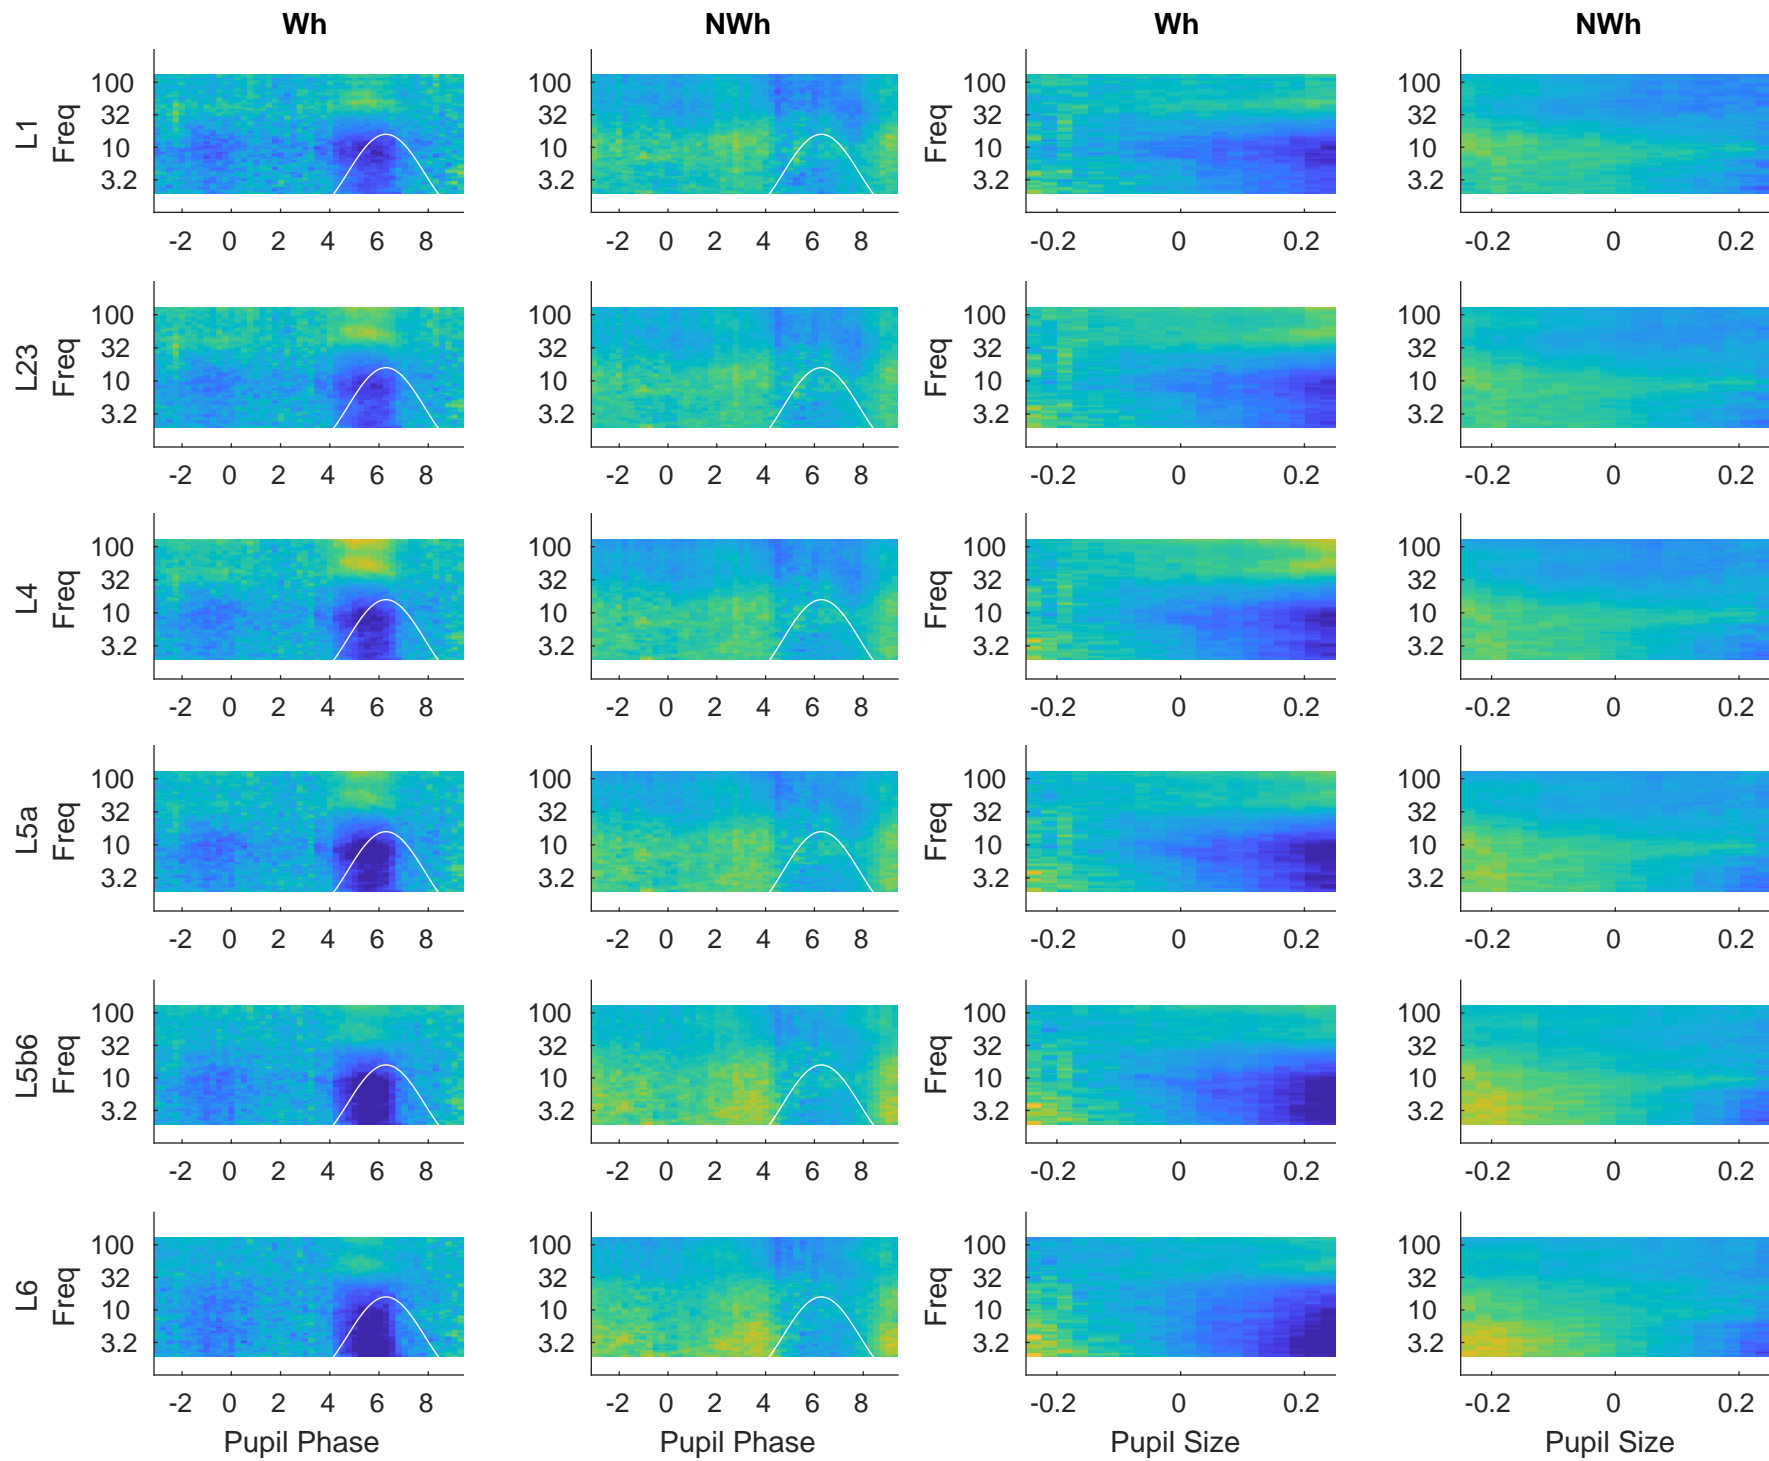 Wh NWh Wh NWh
L1 Freq 100 32 10 3.2 100 32 10 3.2 Freq 100 32 10 3.2 100 32 10 3.2
-2 0 2 4 6 8 -2 0 2 4 6 8 -0.2 0 0.2 -0.2 0 0.2
L23 Freq 100 32 10 3.2 100 32 10 3.2 Freq 100 32 10 3.2 100 32 10 3.2
-2 0 2 4 6 8 -2 0 2 4 6 8 -0.2 0 0.2 -0.2 0 0.2
L4 Freq 100 32 10 3.2 100 32 10 3.2 Freq 100 32 10 3.2 100 32 10 3.2
-2 0 2 4 6 8 -2 0 2 4 6 8 -0.2 0 0.2 -0.2 0 0.2
L5a Freq 100 32 10 3.2 100 32 10 3.2 Freq 100 32 10 3.2 100 32 10 3.2
-2 0 2 4 6 8 -2 0 2 4 6 8 -0.2 0 0.2 -0.2 0 0.2
L5b6 Freq 100 32 10 3.2 100 32 10 3.2 Freq 100 32 10 3.2 100 32 10 3.2
-2 0 2 4 6 8 -2 0 2 4 6 8 -0.2 0 0.2 -0.2 0 0.2
L6 Freq 100 32 10 3.2 100 32 10 3.2 Freq 100 32 10 3.2 100 32 10 3.2
-2 0 2 4 6 8 -2 0 2 4 6 8 -0.2 0 0.2 -0.2 0 0.2
Pupil Phase Pupil Phase Pupil Size Pupil Size